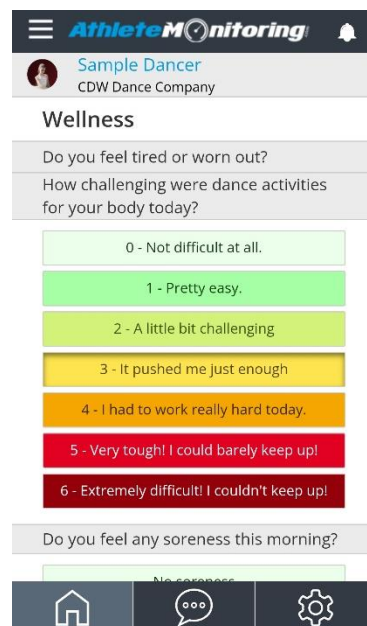 AthleteMonitoring
Sample Dancer
CDW Dance Company
Wellness
Do you feel tired or worn out?
How challenging were dance activities
for your body today?
0 - Not difficult at all.
1 - Pretty easy.
2 - A little bit challenging
3 - It pushed me just enough
4 - I had to work really hard today.
5 - Very tough! I could barely keep up!
6 - Extremely difficult! I couldn't keep up!
Do you feel any soreness this morning?
No soreness